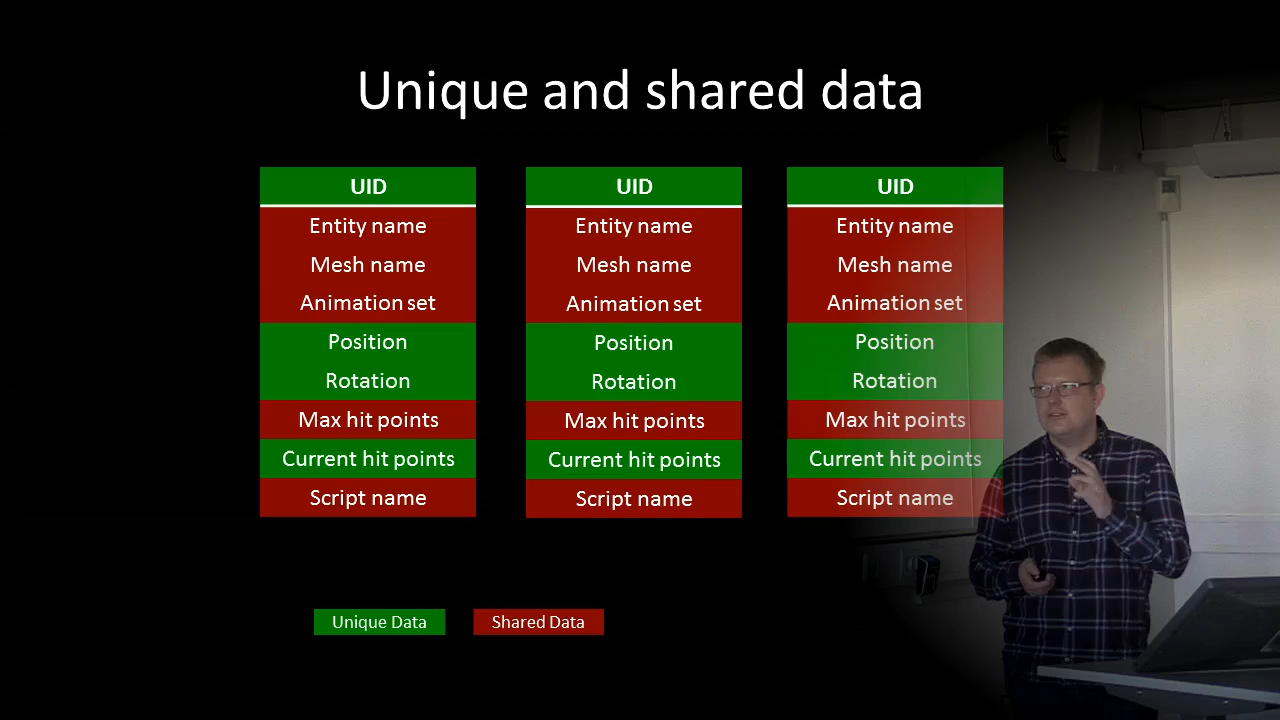 Unique and shared data
UID
Entity name
Mesh name
Animation set
Position
Rotation
Max hit points
Current hit points
Script name
UID
Entity name
Mesh name
Animation set
Position
Rotation
Max hit points
Current hit points
Script name
UID
Entity name
Mesh name
Animation set
Position
Rotation
Max hit points
Current hit points
Script name
Unique Data
Shared Data